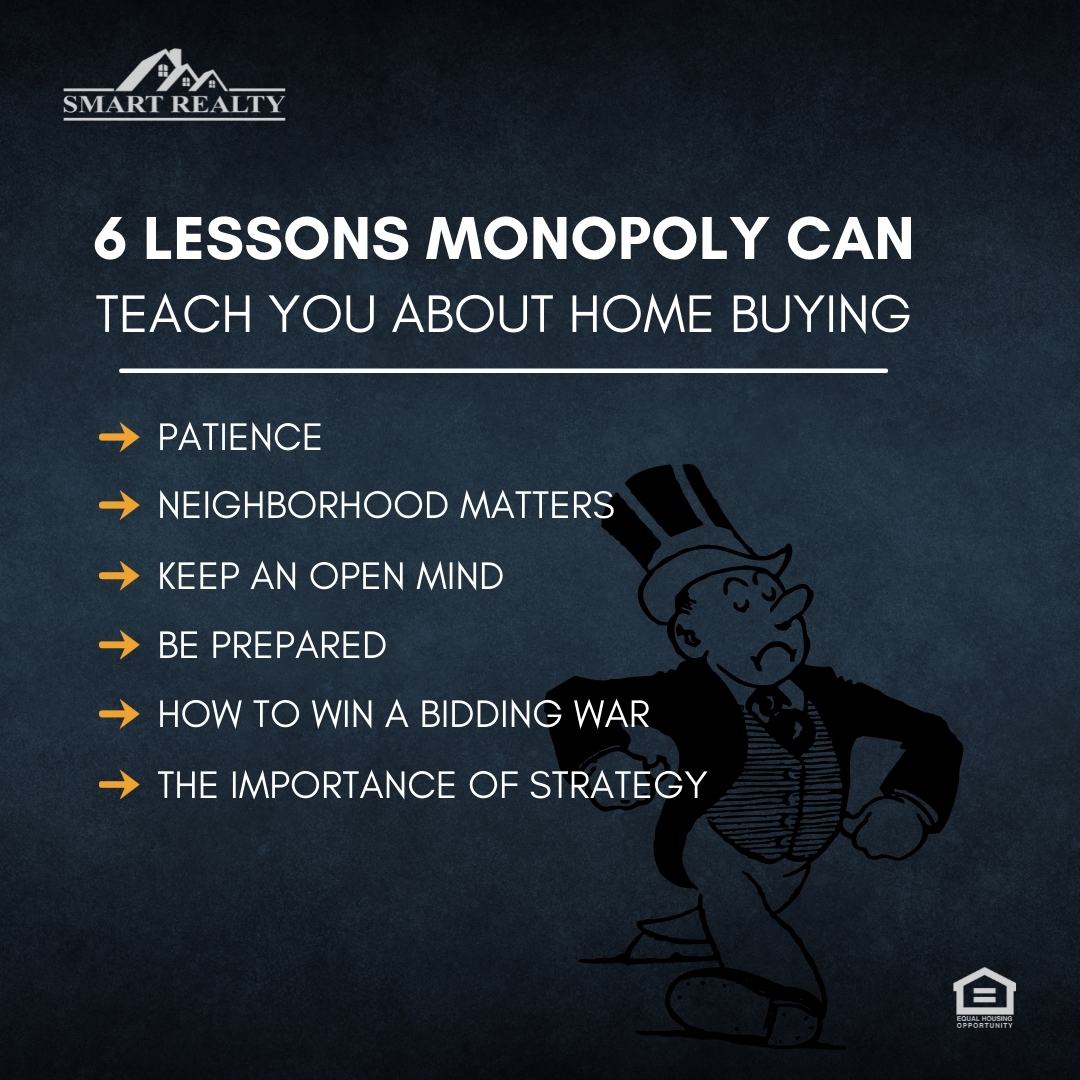 SMART REALTY
6 LESSONS MONOPOLY CAN
TEACH YOU ABOUT HOME BUYING
PATIENCE
NEIGHBORHOOD MATTERS
KEEP AN OPEN MIND
BE PREPARED
HOW TO WIN A BIDDING WAR
THE IMPORTANCE OF STRATEGY
EQUAL HOUSING
OPPORTUNITY